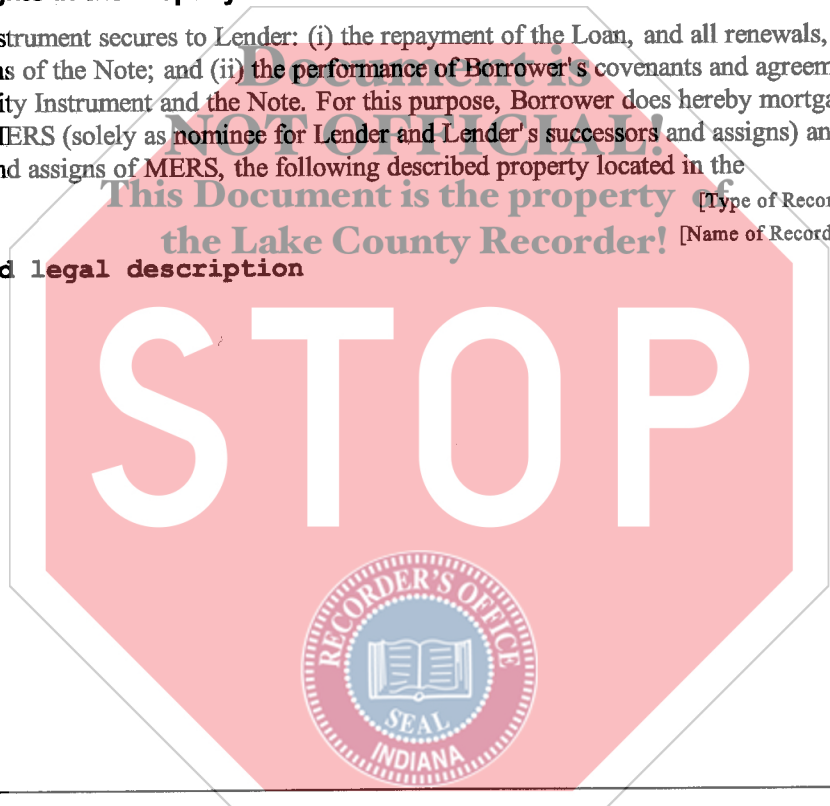 strument secures to Lender: (i) the repayment of the Loan, and all renewals,
Document is
s of the Note; and (ii) the performance of Borrower's covenants and agreem
ity Instrument and the Note. For this purpose, Borrower does hereby mortga
NOT OFFICIAL!
ERS (solely as nominee for Lender and Lender's successors and assigns) an
nd assigns of MERS, the following described property located in the
This Document is the property of
[Type of Recor
the Lake County Recorder!
[Name of Record
d legal description
STOP
RECORDER'S OFFICE
SEAL
INDIANA